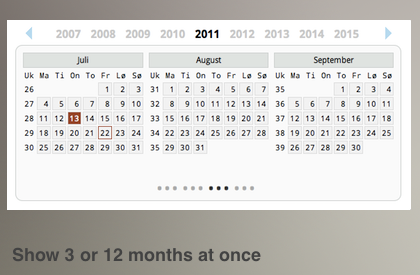 2007 2008 2009 2010 2011 2012 2013 2014 2015
Juli August September
Uk Ma Ti On To Fr Lø Sø Uk Ma Ti On To Fr Lø Sø Uk Ma Ti On To Fr Lø Sø
26 1 2 3 31 1 2 3 4 5 6 7 35 1 2 3 4
27 4 5 6 7 8 9 10 32 8 9 10 11 12 13 14 36 5 6 7 8 9 10 11
28 11 12 13 14 15 16 17 33 15 16 17 18 19 20 21 37 12 13 14 15 16 17 18
29 18 19 20 21 22 23 24 34 22 23 24 25 26 27 28 38 19 20 21 22 23 24 25
30 25 26 27 28 29 30 31 35 29 30 31 39 26 27 28 29 30
Show 3 or 12 months at once